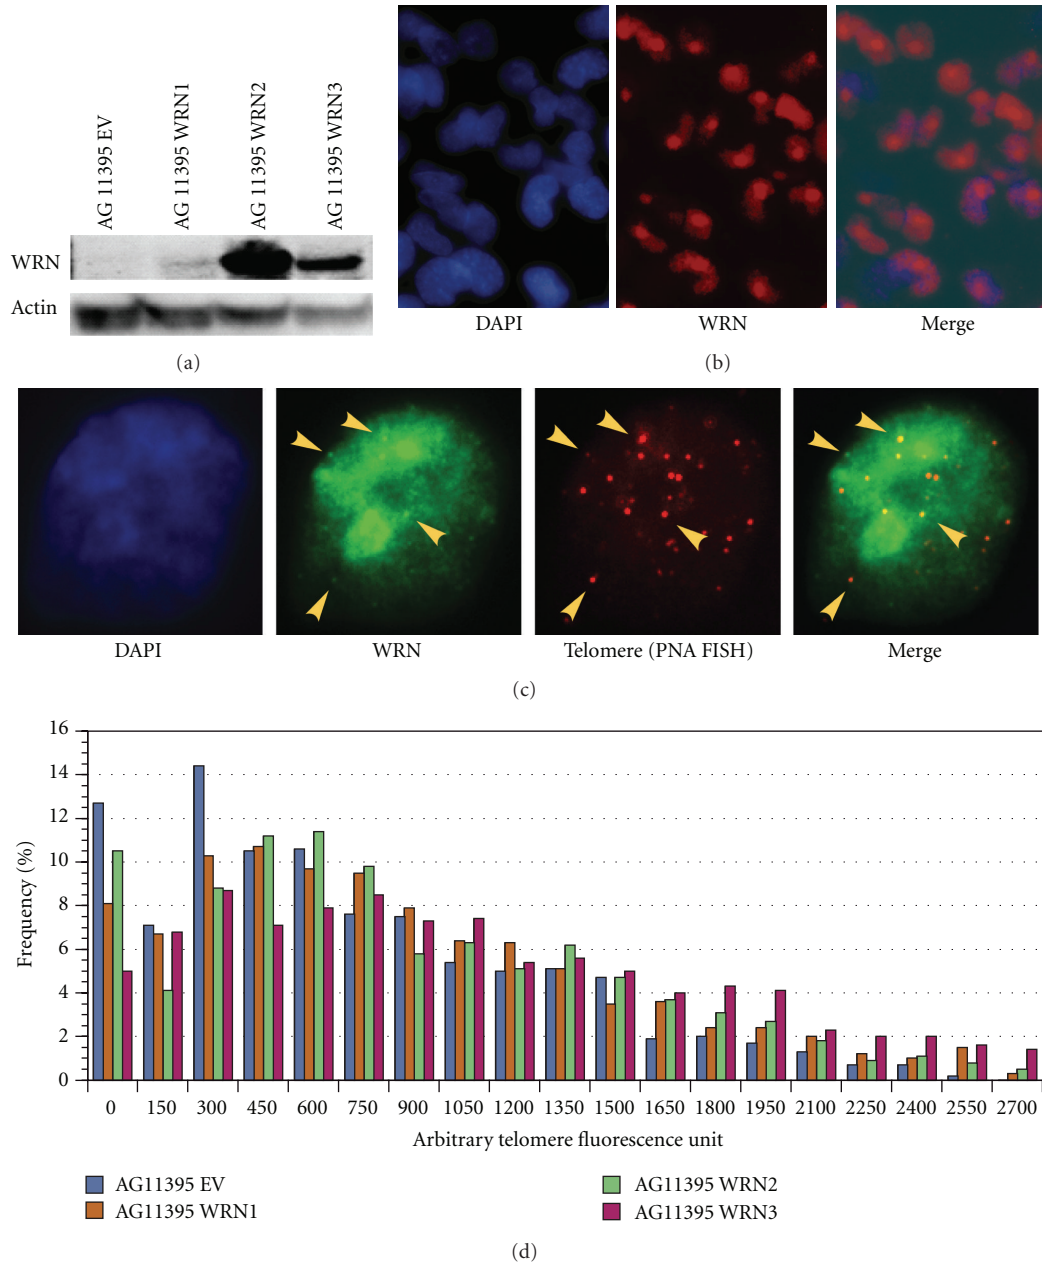 AG 11395 EV
AG 11395 WRN1
AG 11395 WRN2
AG 11395 WRN3
WRN
Actin
(a)
DAPI
WRN
Merge
(b)
DAPI
WRN
Telomere (PNA FISH)
Merge
(c)
Frequency (%)
16
14
12
10
8
6
4
2
0
0 150 300 450 600 750 900 1050 1200 1350 1500 1650 1800 1950 2100 2250 2400 2550 2700
Arbitrary telomere fluorescence unit
AG11395 EV
AG11395 WRN1
AG11395 WRN2
AG11395 WRN3
(d)